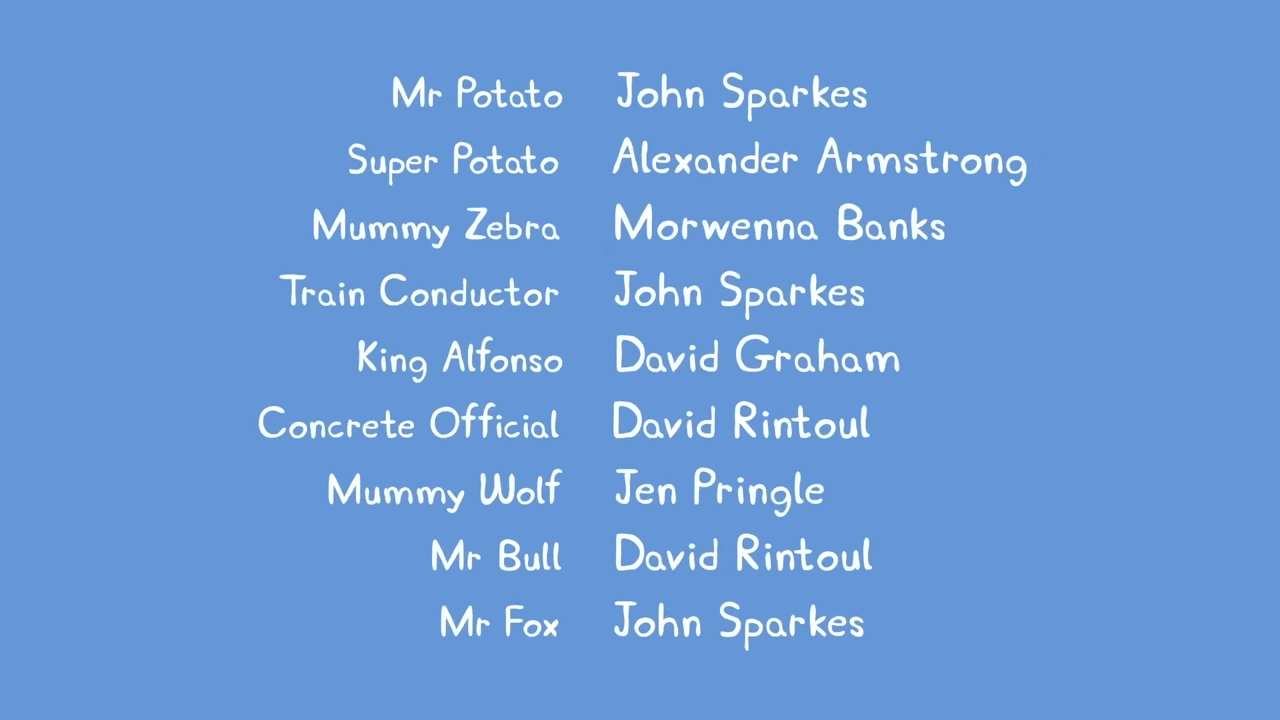 Mr Potato John Sparkes
Super Potato Alexander Armstrong
Mummy Zebra Morwenna Banks
Train Conductor John Sparkes
King Alfonso David Graham
Concrete Official David Rintoul
Mummy Wolf Jen Pringle
Mr Bull David Rintoul
Mr Fox John Sparkes